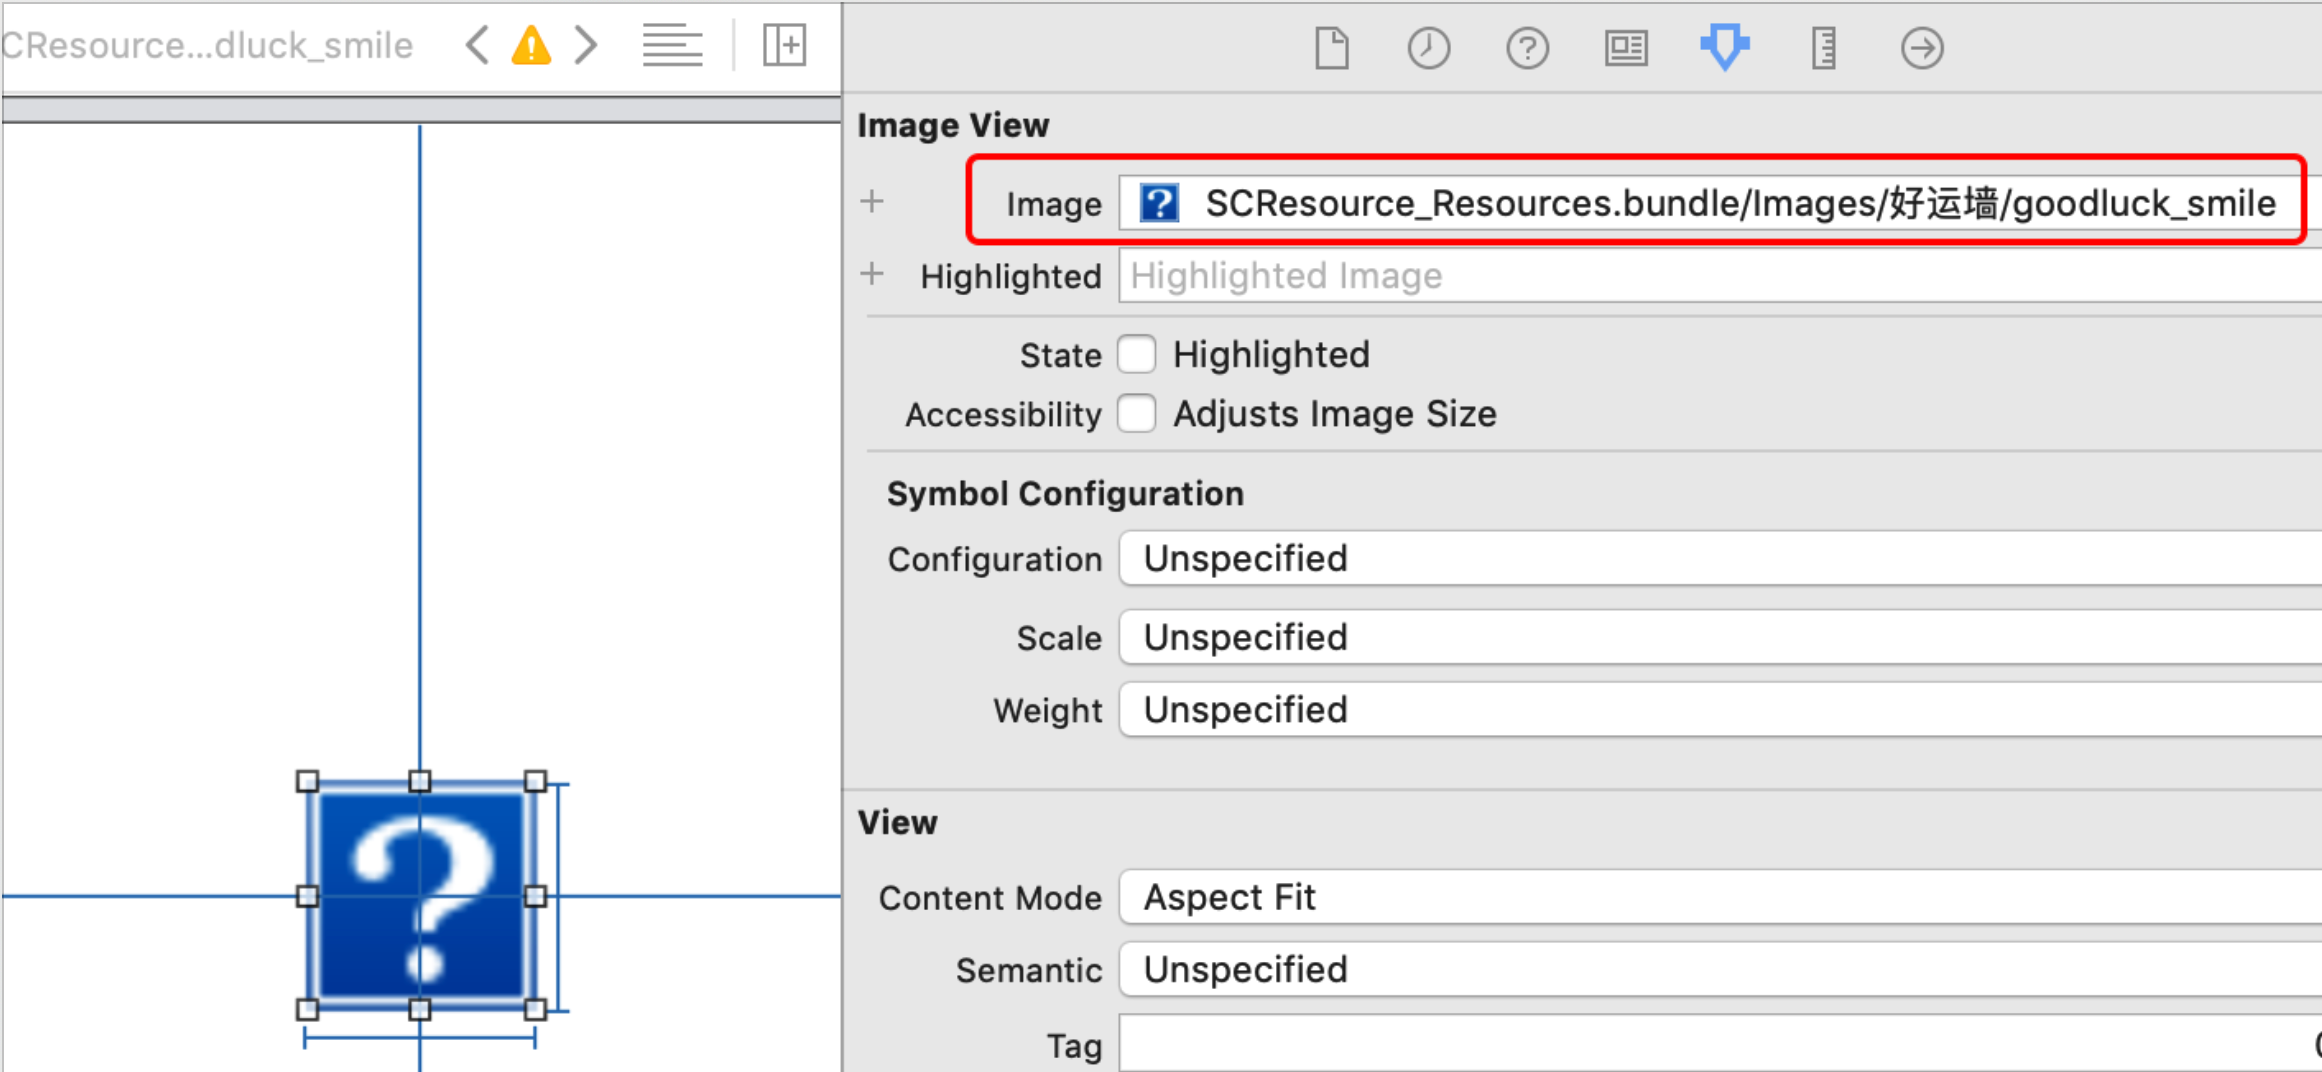 CResource...dluck_smile
Image View
Image SCResource_Resources.bundle/Images/好运墙/goodluck_smile
Highlighted Highlighted Image
State Highlighted
Accessibility Adjusts Image Size
Symbol Configuration
Configuration Unspecified
Scale Unspecified
Weight Unspecified
View
Content Mode Aspect Fit
Semantic Unspecified
Tag